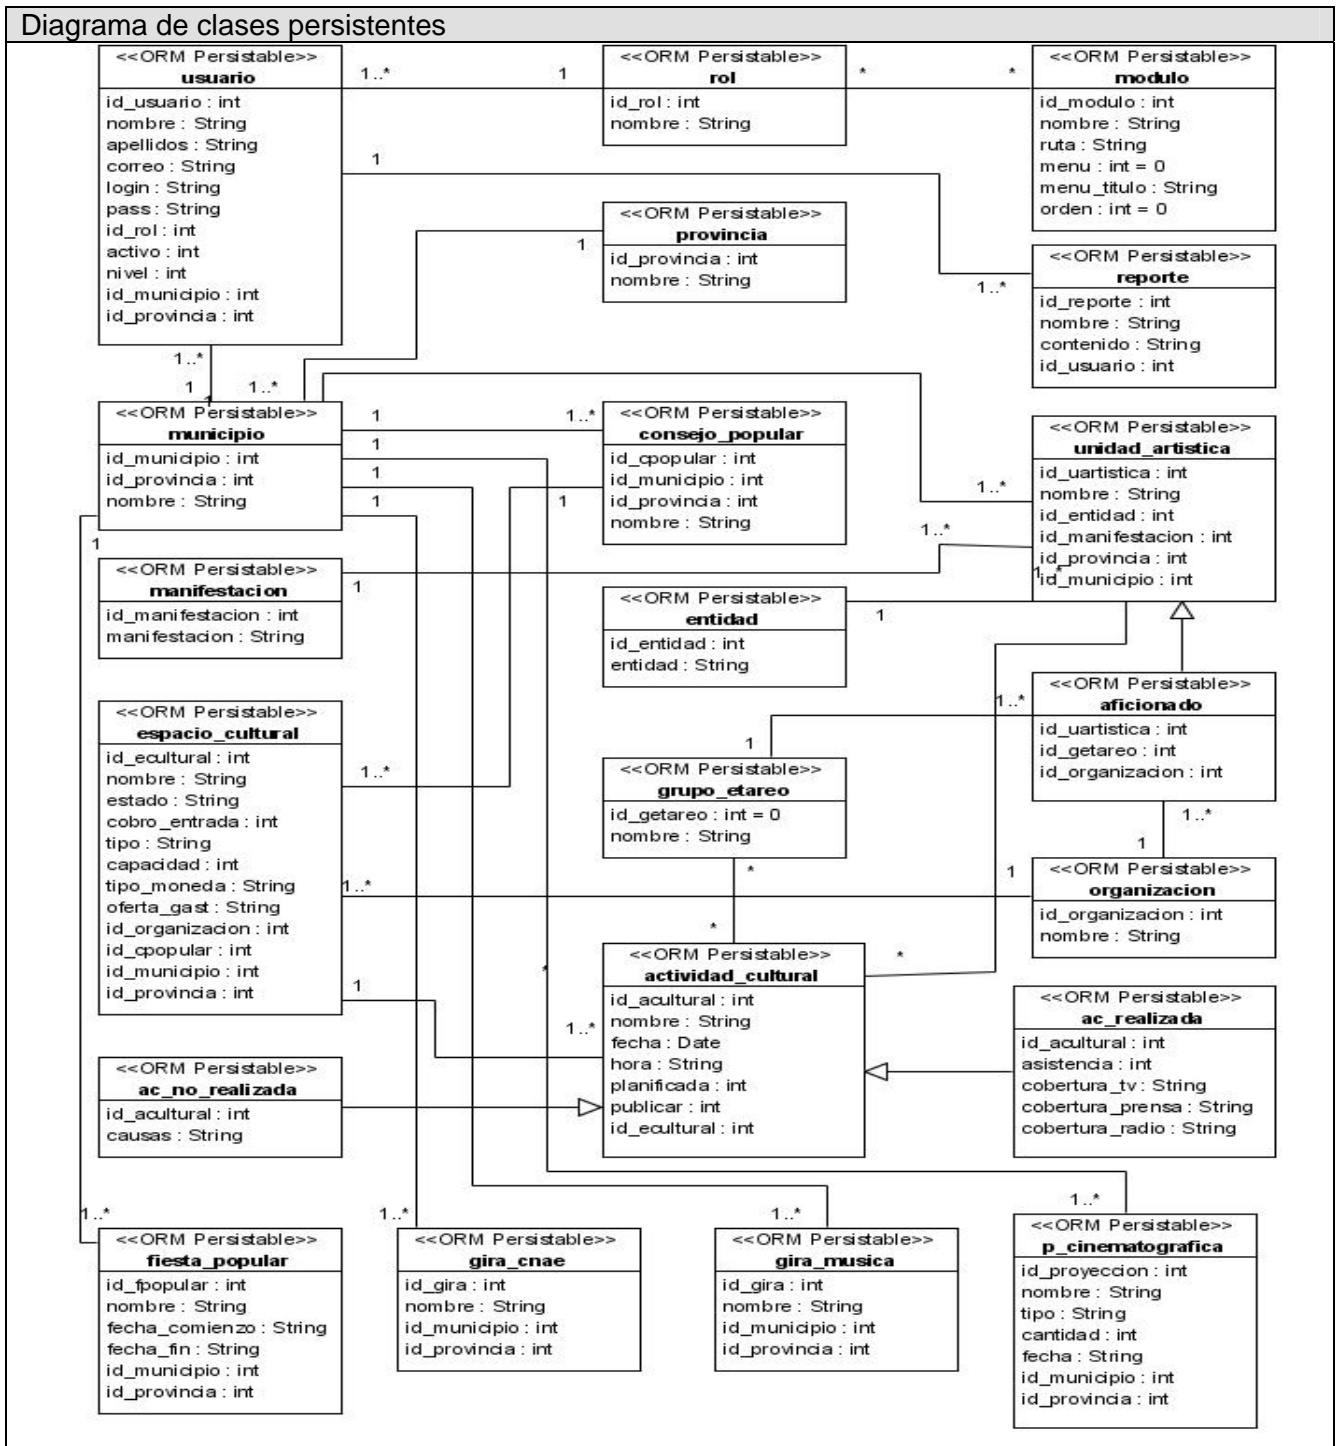 Diagrama de clases persistentes
<<ORM Persistable>>
usuario
id_usuario : int
nombre : String
apellidos : String
correo : String
login : String
pass : String
id_rol : int
activo : int
nivel : int
id_municipio : int
id_provincia : int
1..*
1
<<ORM Persistable>>
rol
id_rol : int
nombre : String
*
*
<<ORM Persistable>>
modulo
id_modulo : int
nombre : String
ruta : String
menu : int = 0
menu_titulo : String
orden : int = 0
1
1..*
<<ORM Persistable>>
provincia
id_provincia : int
nombre : String
1
<<ORM Persistable>>
reporte
id_reporte : int
nombre : String
contenido : String
id_usuario : int
1..*
1
1..*
1
<<ORM Persistable>>
municipio
id_municipio : int
id_provincia : int
nombre : String
1
1
1
1
1
1..*
<<ORM Persistable>>
consejo_popular
id_cpopular : int
id_municipio : int
id_provincia : int
nombre : String
1
<<ORM Persistable>>
unidad_artistica
id_uartistica : int
nombre : String
id_entidad : int
id_manifestacion : int
id_provincia : int
id_municipio : int
1..*
1..*
1..*
<<ORM Persistable>>
manifestacion
id_manifestacion : int
manifestacion : String
1
<<ORM Persistable>>
entidad
id_entidad : int
entidad : String
1
<<ORM Persistable>>
aficionado
id_uartistica : int
id_getareo : int
id_organizacion : int
1..*
1..*
1
<<ORM Persistable>>
espacio_cultural
id_ecultural : int
nombre : String
estado : String
cobro_entrada : int
tipo : String
capacidad : int
tipo_moneda : String
oferta_gast : String
id_organizacion : int
id_cpopular : int
id_municipio : int
id_provincia : int
1..*
1..*
1
1
<<ORM Persistable>>
grupo_etareo
id_getareo : int = 0
nombre : String
*
*
1
<<ORM Persistable>>
organizacion
id_organizacion : int
nombre : String
<<ORM Persistable>>
actividad_cultural
id_acultural : int
nombre : String
fecha : Date
hora : String
planificada : int
publicar : int
id_ecultural : int
*
*
1..*
<<ORM Persistable>>
ac_realizada
id_acultural : int
asistencia : int
cobertura_tv : String
cobertura_prensa : String
cobertura_radio : String
<<ORM Persistable>>
ac_no_realizada
id_acultural : int
causas : String
1..*
<<ORM Persistable>>
fiesta_popular
id_fpopular : int
nombre : String
fecha_comienzo : String
fecha_fin : String
id_municipio : int
id_provincia : int
1..*
<<ORM Persistable>>
gira_cnae
id_gira : int
nombre : String
id_municipio : int
id_provincia : int
1..*
<<ORM Persistable>>
gira_musica
id_gira : int
nombre : String
id_municipio : int
id_provincia : int
1..*
<<ORM Persistable>>
p_cinematografica
id_proyeccion : int
nombre : String
tipo : String
cantidad : int
fecha : String
id_municipio : int
id_provincia : int